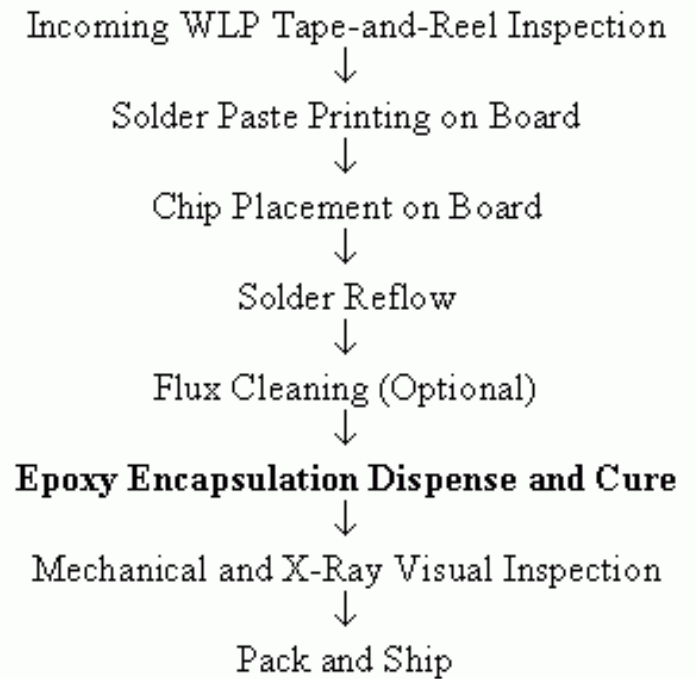 Incoming WLP Tape-and-Reel Inspection
↓
Solder Paste Printing on Board
↓
Chip Placement on Board
↓
Solder Reflow
↓
Flux Cleaning (Optional)
↓
Epoxy Encapsulation Dispense and Cure
↓
Mechanical and X-Ray Visual Inspection
↓
Pack and Ship